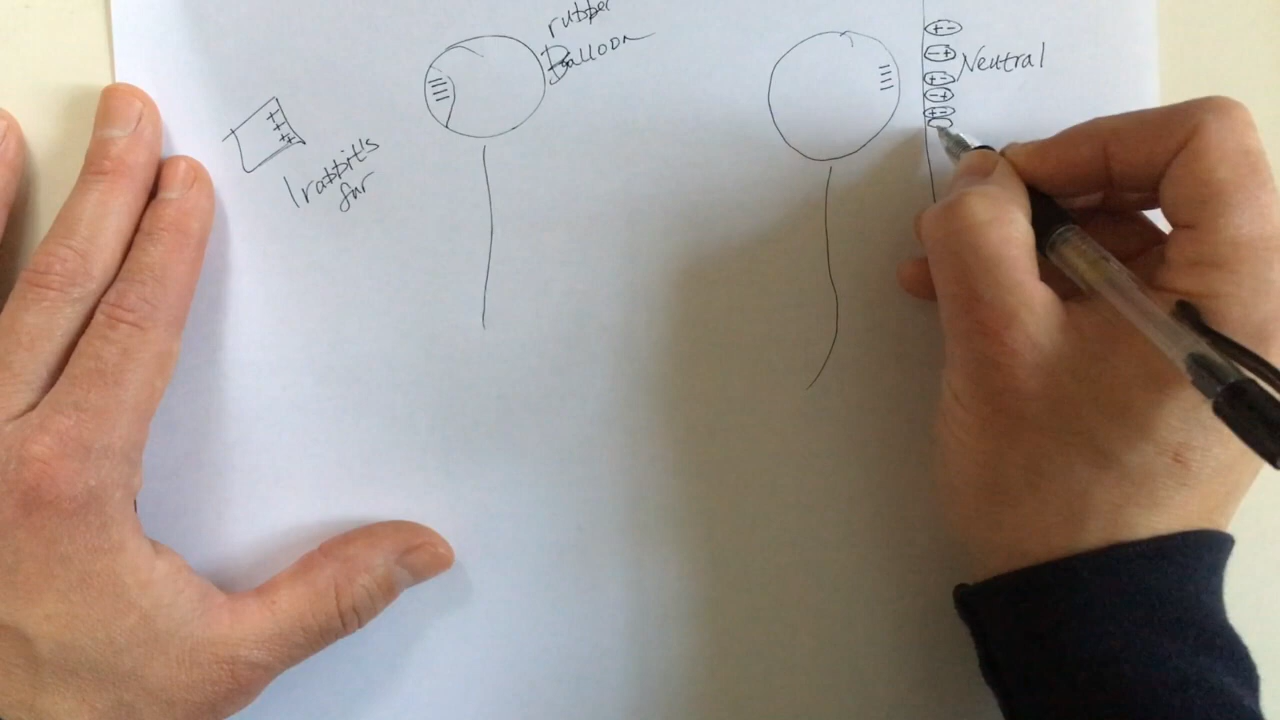 rubber
Balloon
rabbit's
fur
Neutral
+ -
- +
+ -
- +
+ -